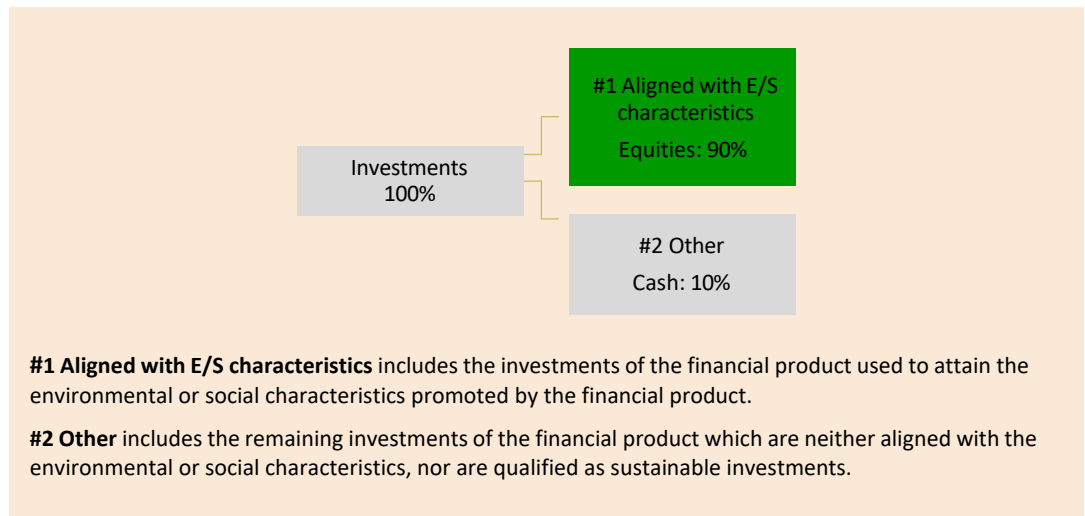 #1 Aligned with E/S
characteristics
Equities: 90%
Investments
100%
#2 Other
Cash: 10%
#1 Aligned with E/S characteristics includes the investments of the financial product used to attain the
environmental or social characteristics promoted by the financial product.
#2 Other includes the remaining investments of the financial product which are neither aligned with the
environmental or social characteristics, nor are qualified as sustainable investments.